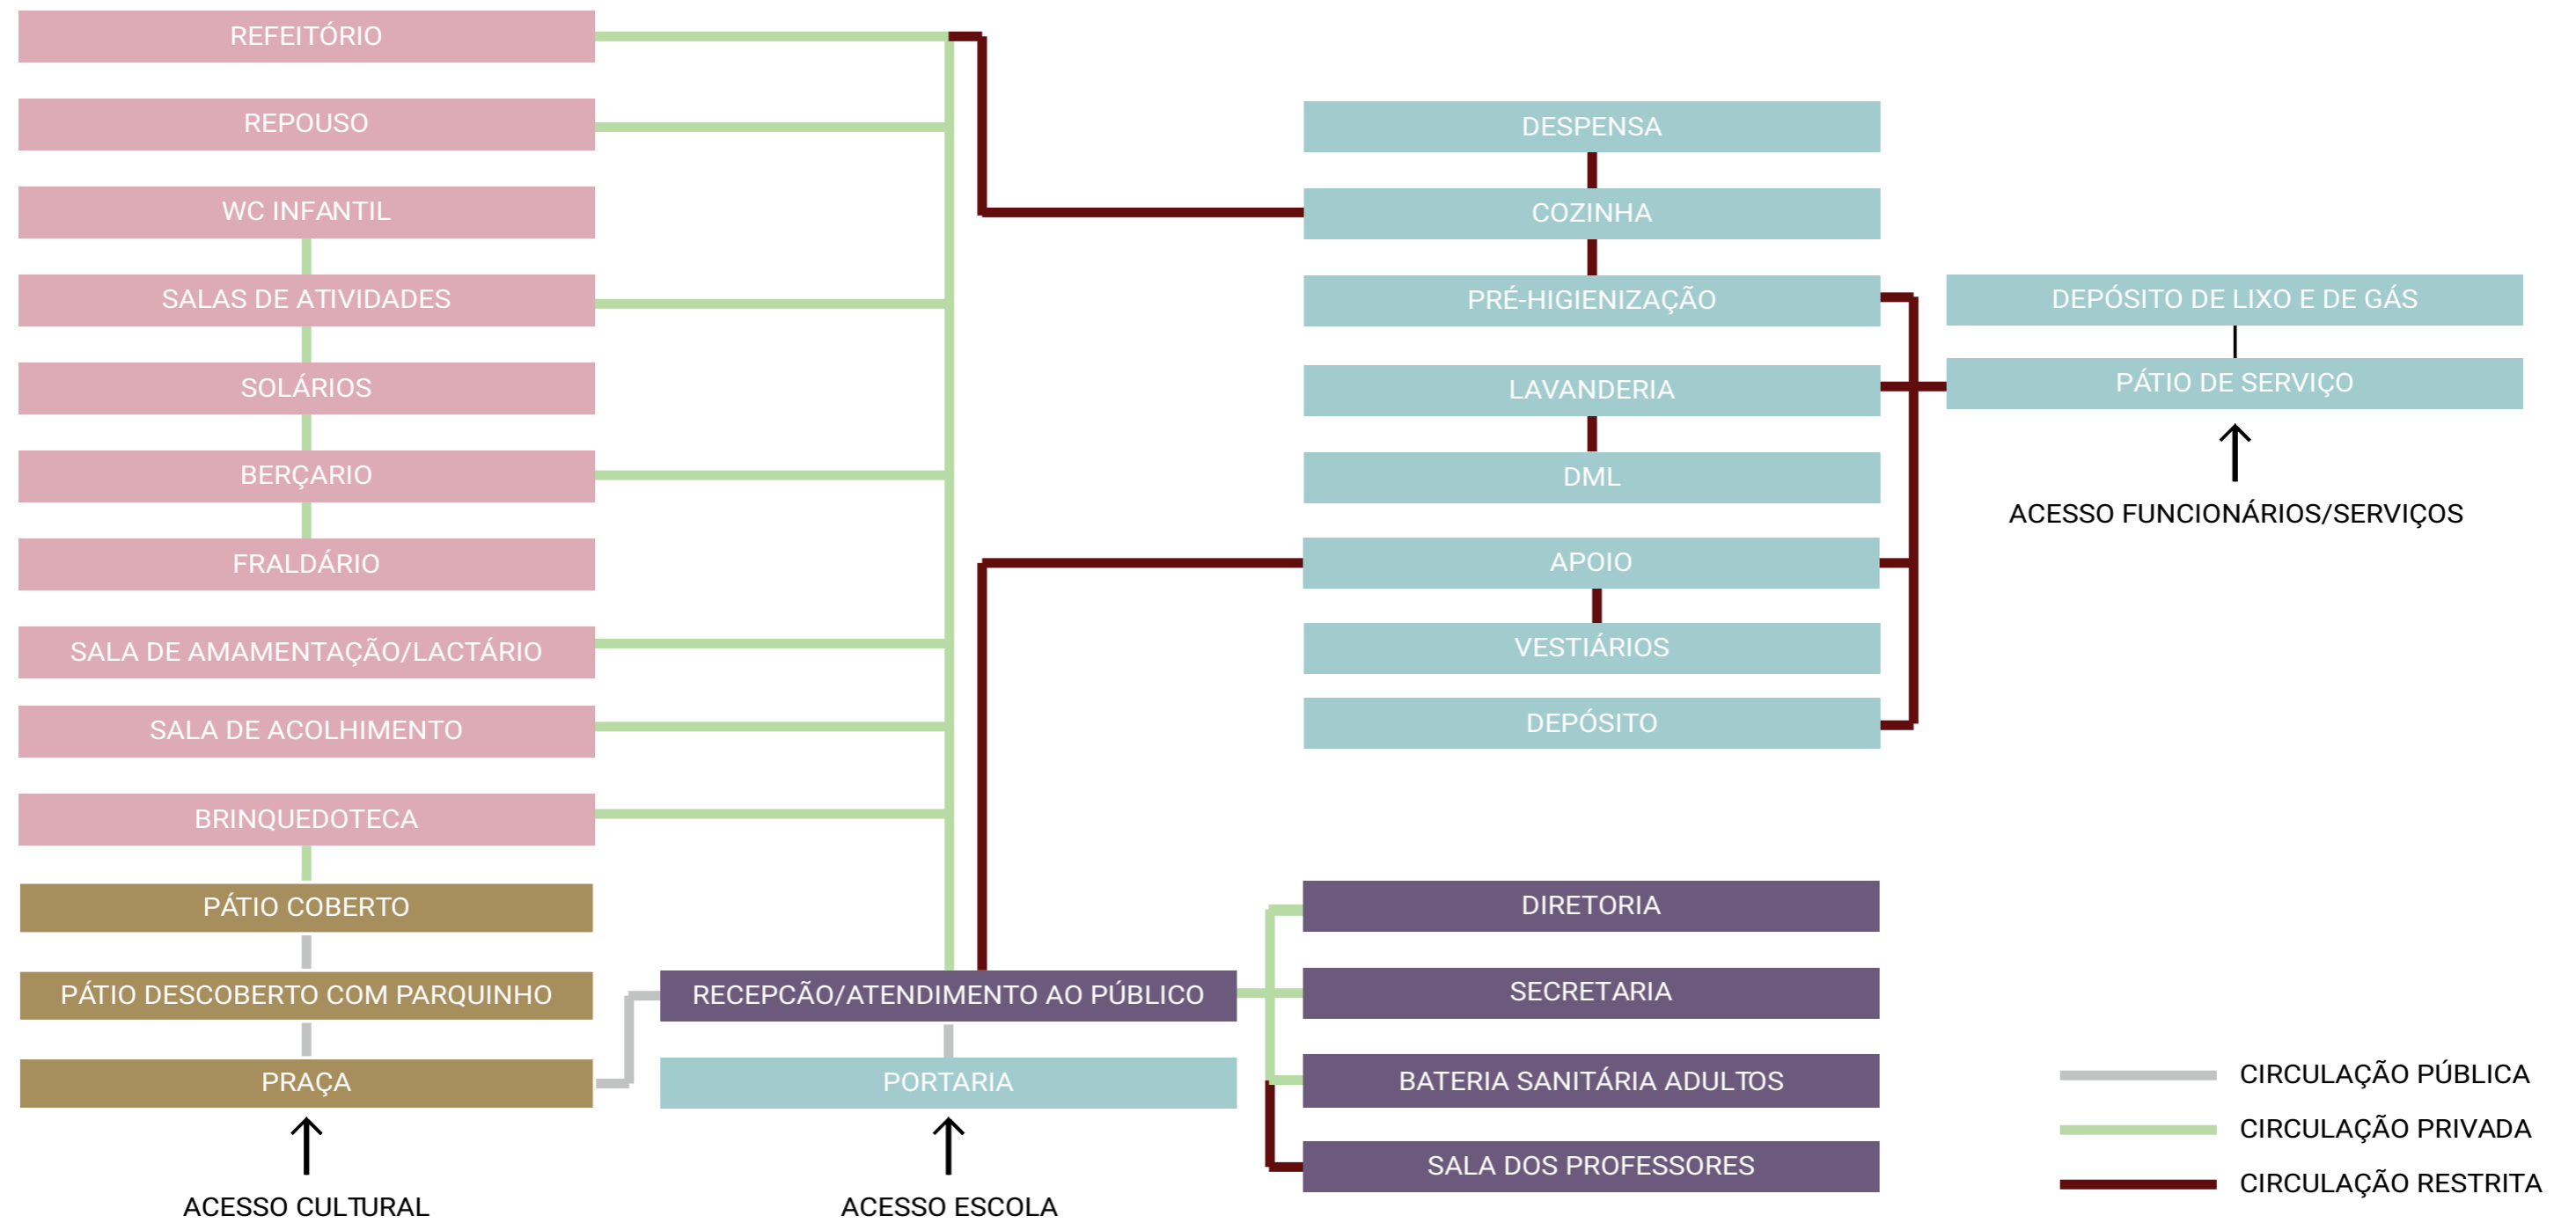 REFEITÓRIO
REPOUSO
WC INFANTIL
SALAS DE ATIVIDADES
SOLÁRIOS
BERÇARIO
FRALDÁRIO
SALA DE AMAMENTAÇÃO/LACTÁRIO
SALA DE ACOLHIMENTO
BRINQUEDOTECA
PÁTIO COBERTO
PÁTIO DESCOBERTO COM PARQUINHO
PRAÇA
ACESSO CULTURAL
RECEPCÃO/ATENDIMENTO AO PÚBLICO
PORTARIA
ACESSO ESCOLA
DESPENSA
COZINHA
PRÉ-HIGIENIZAÇÃO
LAVANDERIA
DML
APOIO
VESTIÁRIOS
DEPÓSITO
DIRETORIA
SECRETARIA
BATERIA SANITÁRIA ADULTOS
SALA DOS PROFESSORES
DEPÓSITO DE LIXO E DE GÁS
PÁTIO DE SERVIÇO
ACESSO FUNCIONÁRIOS/SERVIÇOS
CIRCULAÇÃO PÚBLICA
CIRCULAÇÃO PRIVADA
CIRCULAÇÃO RESTRITA